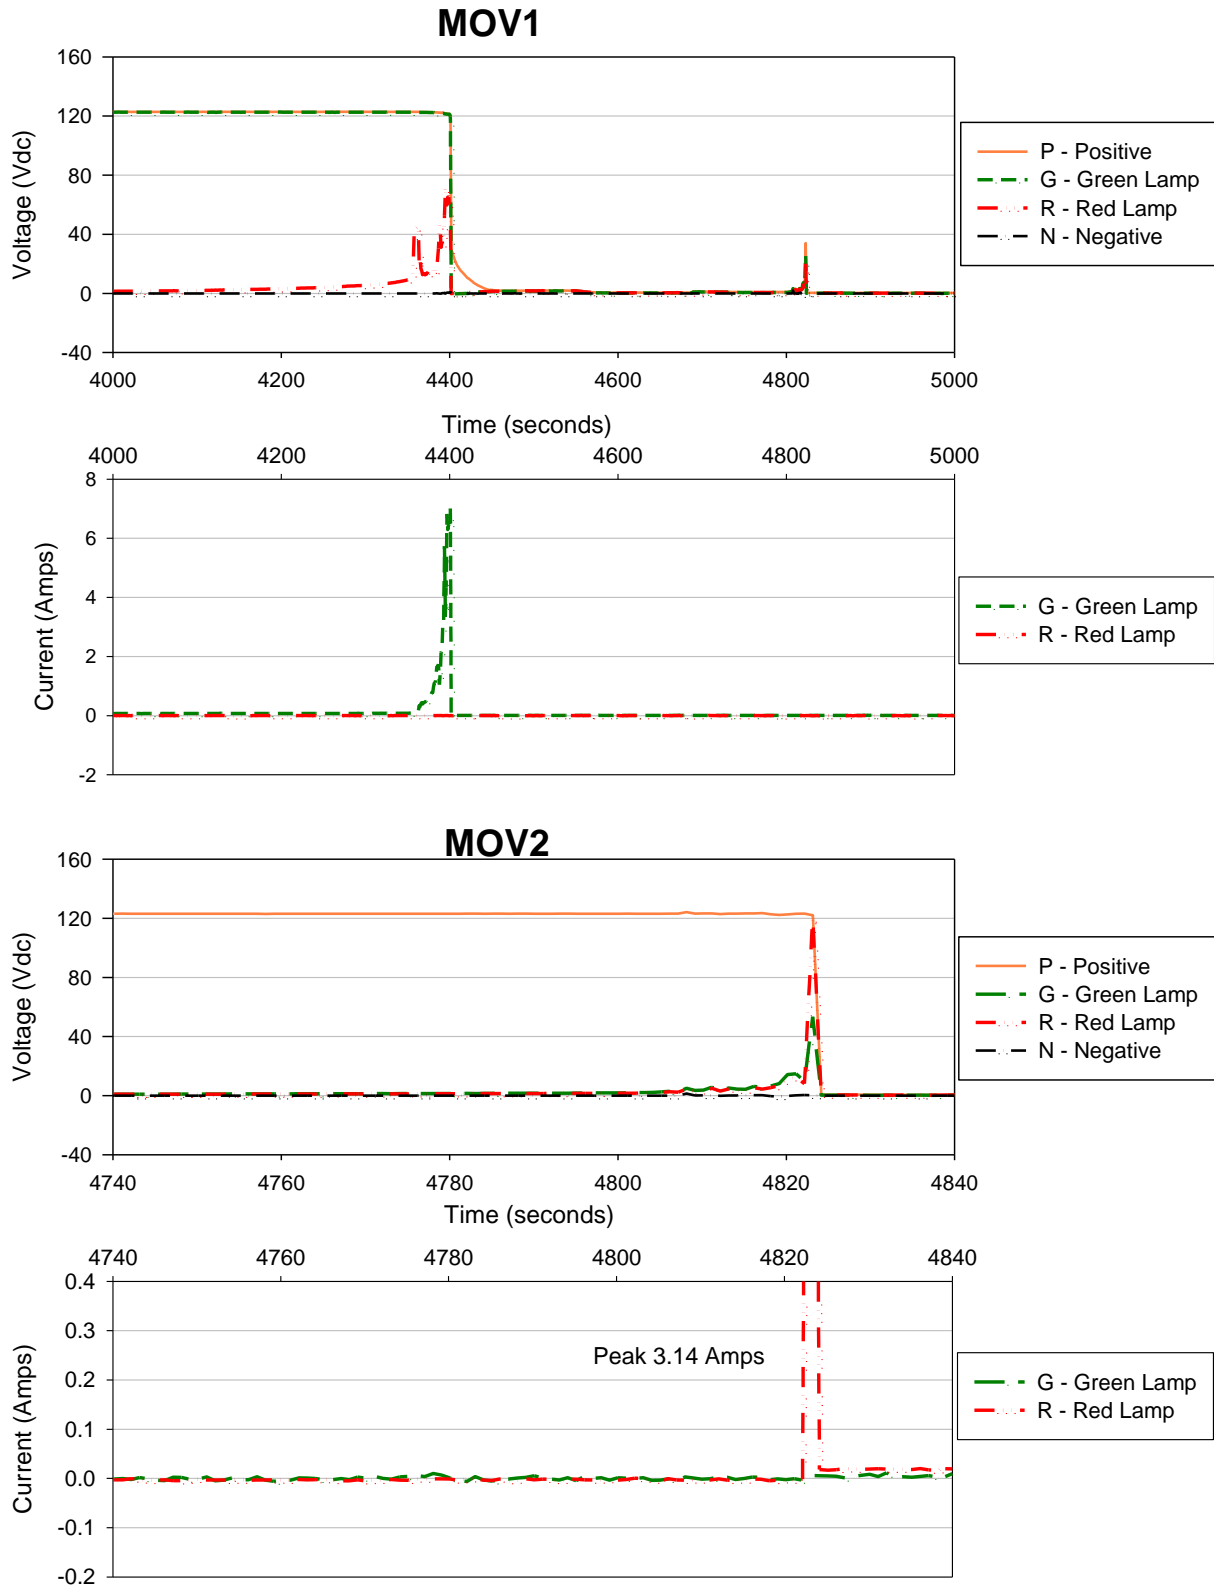 MOV1
160
120
80
40
0
-40
Voltage (Vdc)
4000 4200 4400 4600 4800 5000
Time (seconds)
P - Positive
G - Green Lamp
R - Red Lamp
N - Negative
4000 4200 4400 4600 4800 5000
8
6
4
2
0
-2
Current (Amps)
G - Green Lamp
R - Red Lamp
MOV2
160
120
80
40
0
-40
Voltage (Vdc)
4740 4760 4780 4800 4820 4840
Time (seconds)
P - Positive
G - Green Lamp
R - Red Lamp
N - Negative
4740 4760 4780 4800 4820 4840
0.4
0.3
0.2
0.1
0.0
-0.1
-0.2
Current (Amps)
Peak 3.14 Amps
G - Green Lamp
R - Red Lamp